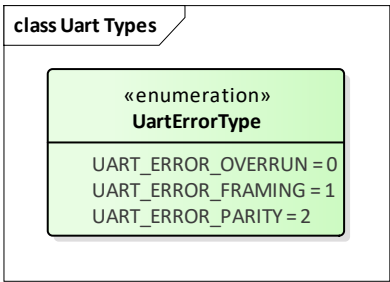 class Uart Types
«enumeration»
UartErrorType
UART_ERROR_OVERRUN = 0
UART_ERROR_FRAMING = 1
UART_ERROR_PARITY = 2